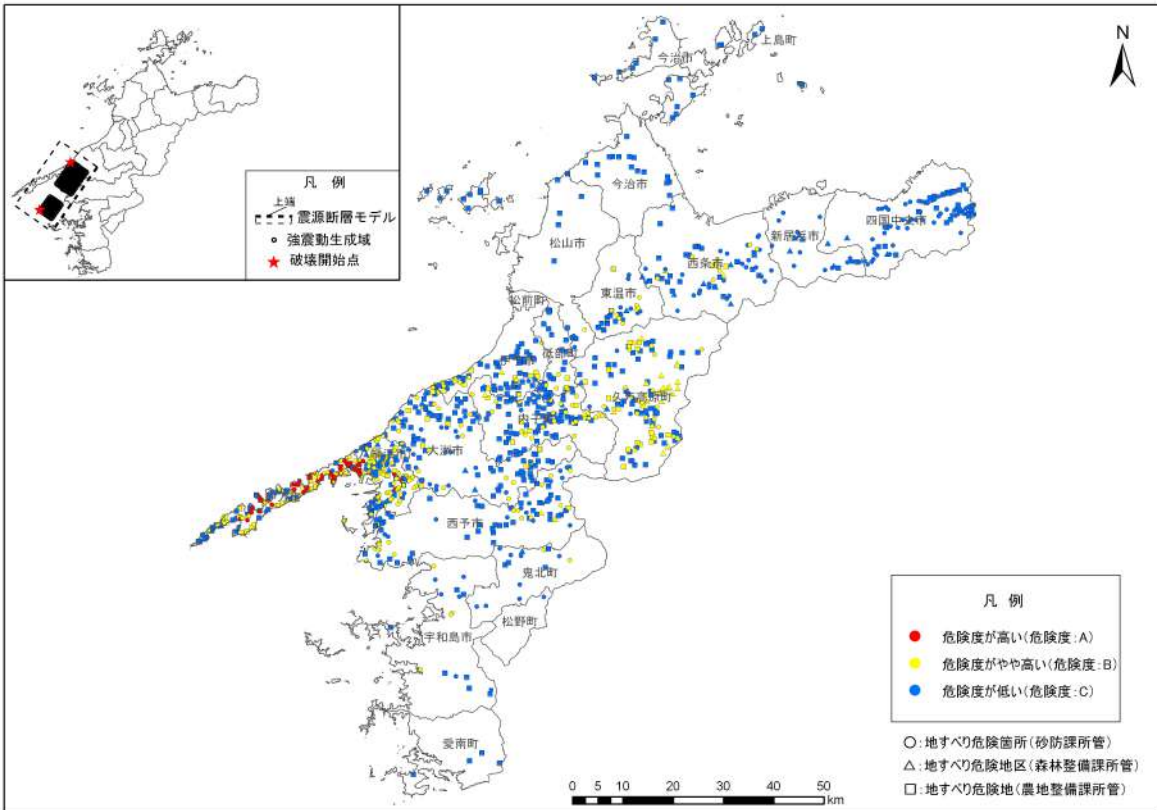 凡 例
上端
震源断層モデル
強震動生成域
破壊開始点
N
上島町
今治市
今治市
四国中央市
新居浜市
松山市
西条市
東温市
松前町
砥部町
久万高原町
内子町
大洲市
西予市
鬼北町
松野町
宇和島市
愛南町
凡 例
危険度が高い(危険度:A)
危険度がやや高い(危険度:B)
危険度が低い(危険度:C)
○:地すべり危険箇所(砂防課所管)
△:地すべり危険地区(森林整備課所管)
□:地すべり危険地(農地整備課所管)
0 5 10 20 30 40 50
km